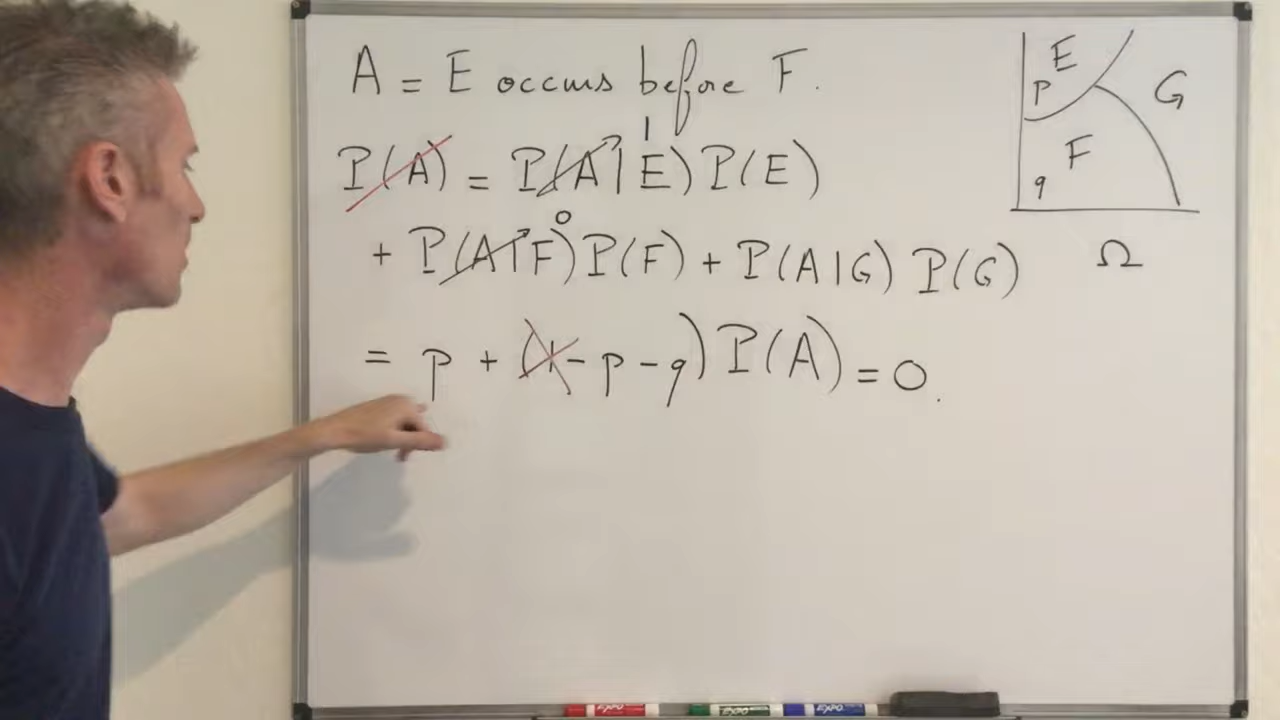 A = E occurs before F.
P(A) = P(A|E) P(E)
1
+ P(A|F) P(F) + P(A|G) P(G)
0
= p + (1 - p - q) P(A) = 0.
E
p
G
F
q
Ω